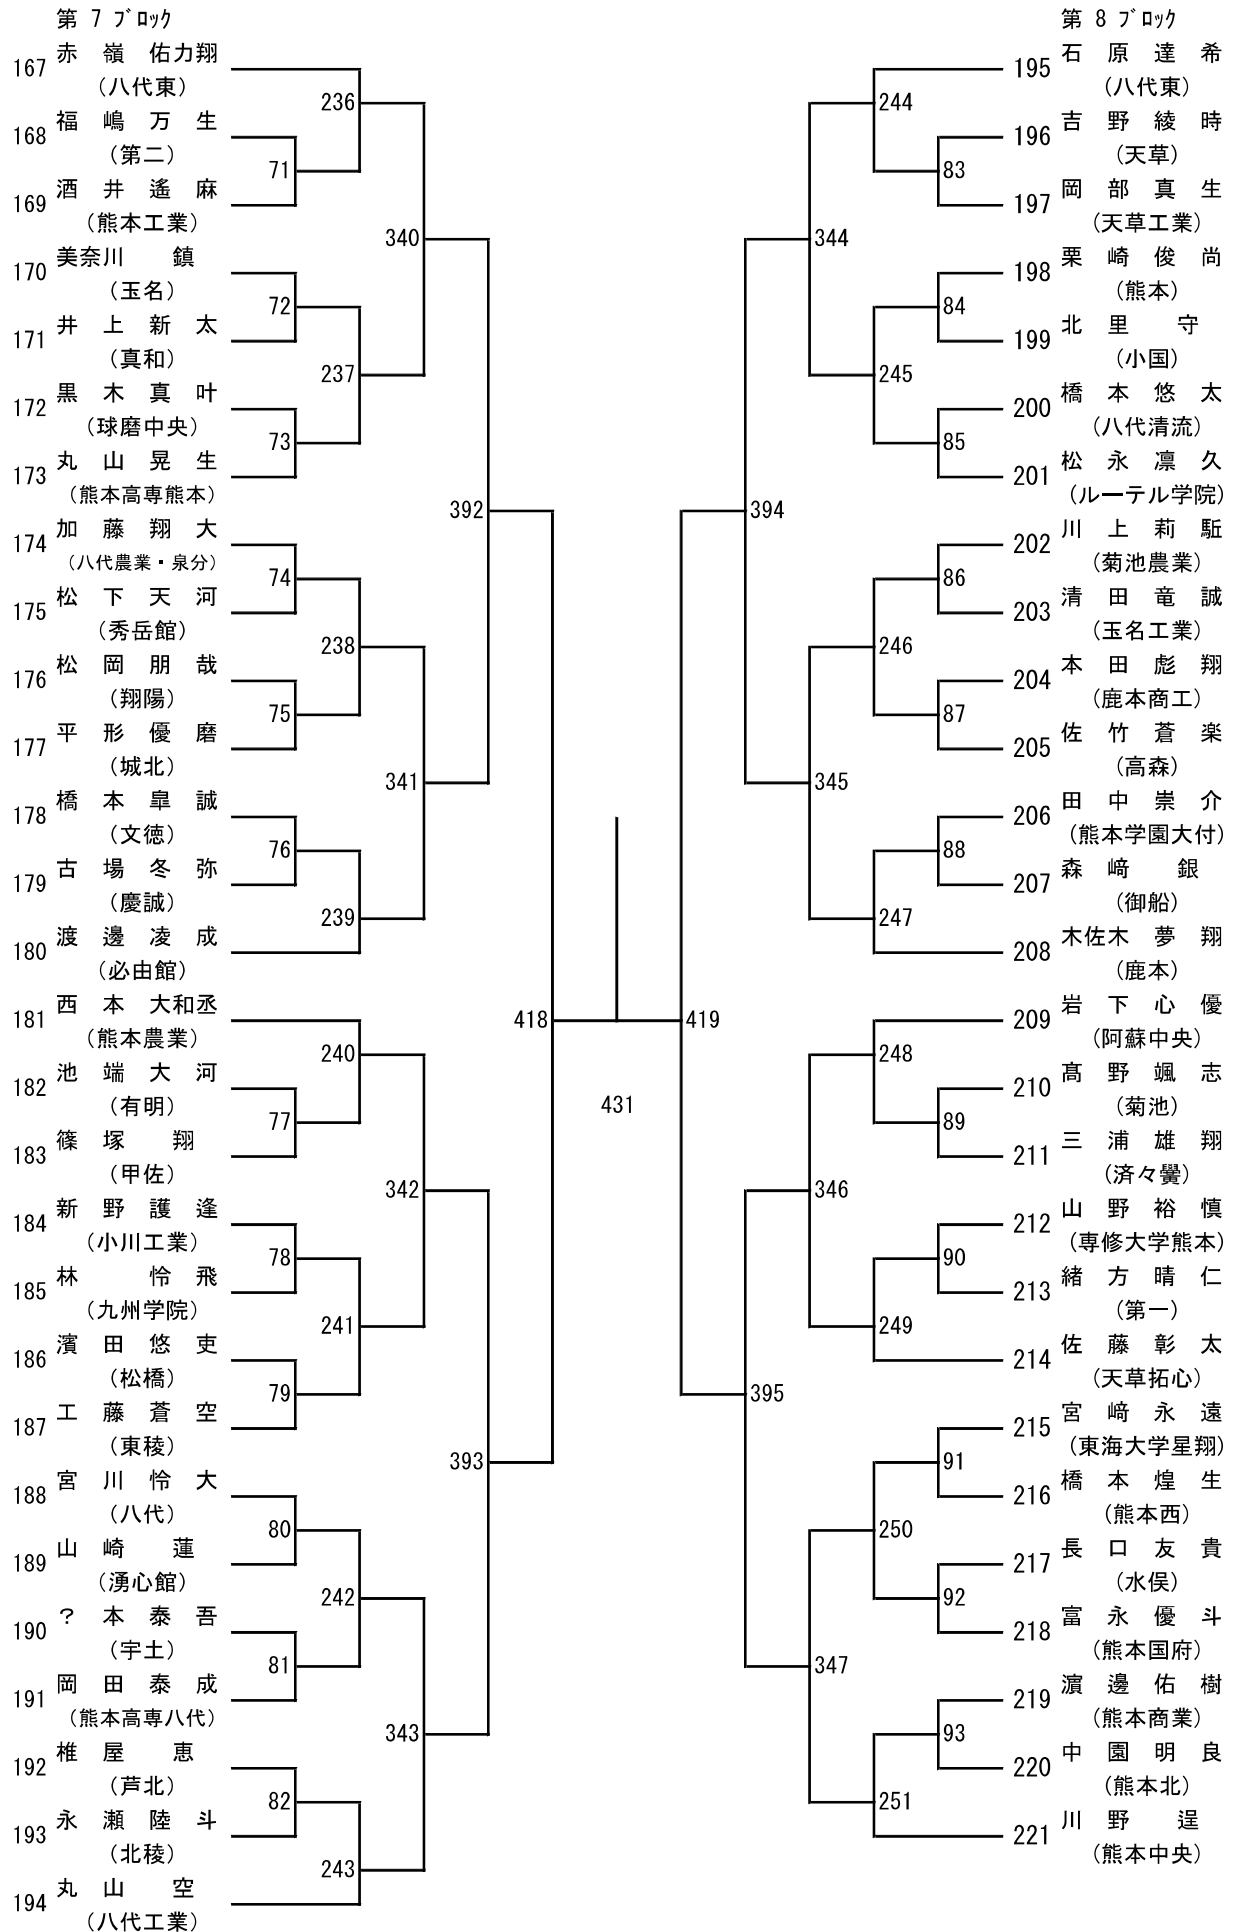 第 7 ﾌﾞﾛｯｸ
167 赤 嶺 佑力翔
(八代東)
168 福 嶋 万 生
(第二)
169 酒 井 遙 麻
(熊本工業)
170 美奈川 鎮
(玉名)
171 井 上 新 太
(真和)
172 黒 木 真 叶
(球磨中央)
173 丸 山 晃 生
(熊本高専熊本)
174 加 藤 翔 大
(八代農業・泉分)
175 松 下 天 河
(秀岳館)
176 松 岡 朋 哉
(翔陽)
177 平 形 優 磨
(城北)
178 橋 本 皐 誠
(文徳)
179 古 場 冬 弥
(慶誠)
180 渡 邊 凌 成
(必由館)
181 西 本 大和丞
(熊本農業)
182 池 端 大 河
(有明)
183 篠 塚 翔
(甲佐)
184 新 野 護 逢
(小川工業)
185 林 怜 飛
(九州学院)
186 濱 田 悠 吏
(松橋)
187 工 藤 蒼 空
(東稜)
188 宮 川 怜 大
(八代)
189 山 崎 蓮
(湧心館)
190 ? 本 泰 吾
(宇土)
191 岡 田 泰 成
(熊本高専八代)
192 椎 屋 恵
(芦北)
193 永 瀬 陸 斗
(北稜)
194 丸 山 空
(八代工業)
71
72
73
74
75
76
77
78
79
80
81
82
236
237
238
239
240
241
242
243
340
341
342
343
392
393
418
431
419
394
395
344
345
346
347
244
245
246
247
248
249
250
251
83
84
85
86
87
88
89
90
91
92
93
第 8 ﾌﾞﾛｯｸ
195 石 原 達 希
(八代東)
196 吉 野 綾 時
(天草)
197 岡 部 真 生
(天草工業)
198 栗 崎 俊 尚
(熊本)
199 北 里 守
(小国)
200 橋 本 悠 太
(八代清流)
201 松 永 凛 久
(ルーテル学院)
202 川 上 莉 駈
(菊池農業)
203 清 田 竜 誠
(玉名工業)
204 本 田 彪 翔
(鹿本商工)
205 佐 竹 蒼 楽
(高森)
206 田 中 崇 介
(熊本学園大付)
207 森 﨑 銀
(御船)
208 木佐木 夢 翔
(鹿本)
209 岩 下 心 優
(阿蘇中央)
210 髙 野 颯 志
(菊池)
211 三 浦 雄 翔
(済々黌)
212 山 野 裕 慎
(専修大学熊本)
213 緒 方 晴 仁
(第一)
214 佐 藤 彰 太
(天草拓心)
215 宮 﨑 永 遠
(東海大学星翔)
216 橋 本 煌 生
(熊本西)
217 長 口 友 貴
(水俣)
218 富 永 優 斗
(熊本国府)
219 濵 邊 佑 樹
(熊本商業)
220 中 園 明 良
(熊本北)
221 川 野 逞
(熊本中央)